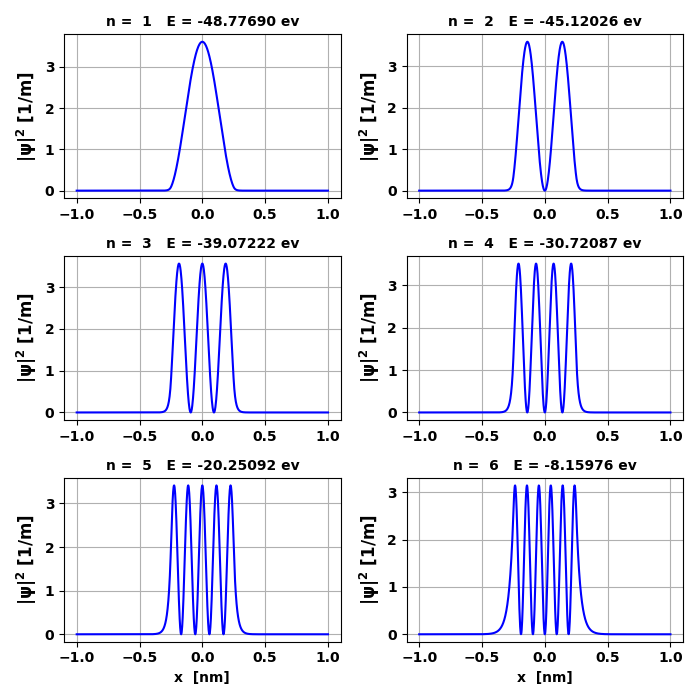 n =  1   E = -48.77690 ev
n =  2   E = -45.12026 ev
|ψ|² [1/m]
3
2
1
0
−1.0 −0.5 0.0 0.5 1.0
|ψ|² [1/m]
3
2
1
0
−1.0 −0.5 0.0 0.5 1.0
n =  3   E = -39.07222 ev
n =  4   E = -30.72087 ev
|ψ|² [1/m]
3
2
1
0
−1.0 −0.5 0.0 0.5 1.0
|ψ|² [1/m]
3
2
1
0
−1.0 −0.5 0.0 0.5 1.0
n =  5   E = -20.25092 ev
n =  6   E = -8.15976 ev
|ψ|² [1/m]
3
2
1
0
−1.0 −0.5 0.0 0.5 1.0
x  [nm]
|ψ|² [1/m]
3
2
1
0
−1.0 −0.5 0.0 0.5 1.0
x  [nm]